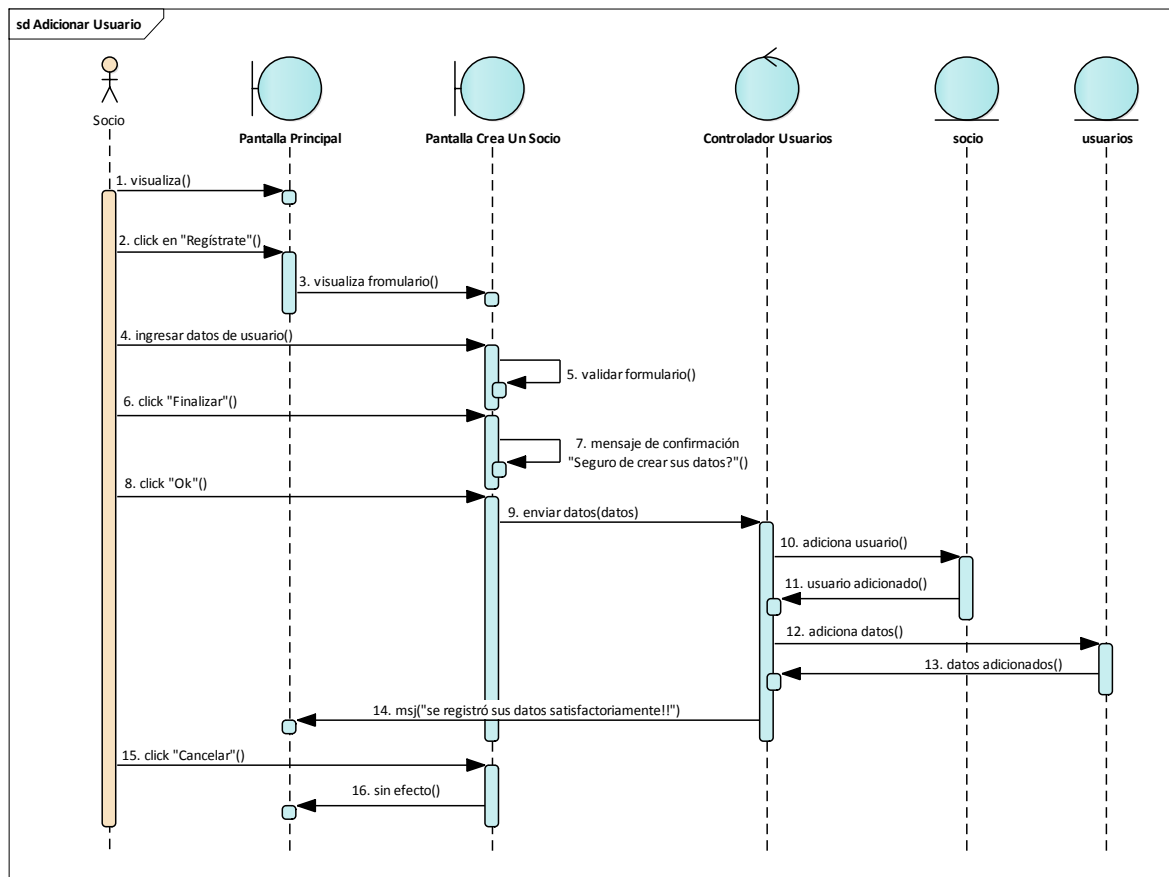 sd Adicionar Usuario
Socio
Pantalla Principal
Pantalla Crea Un Socio
Controlador Usuarios
socio
usuarios
1. visualiza()
2. click en "Regístrate"()
3. visualiza fromulario()
4. ingresar datos de usuario()
5. validar formulario()
6. click "Finalizar"()
7. mensaje de confirmación
"Seguro de crear sus datos?"()
8. click "Ok"()
9. enviar datos(datos)
10. adiciona usuario()
11. usuario adicionado()
12. adiciona datos()
13. datos adicionados()
14. msj("se registró sus datos satisfactoriamente!!")
15. click "Cancelar"()
16. sin efecto()